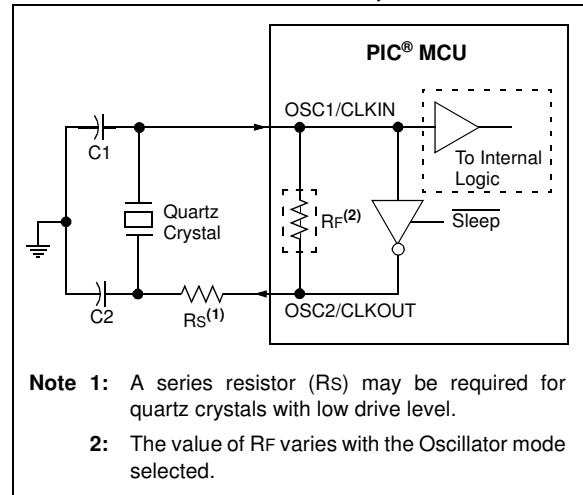 PIC® MCU
OSC1/CLKIN
C1
To Internal
Logic
Quartz
Crystal
RF(2)
Sleep
C2
RS(1)
OSC2/CLKOUT
Note 1: A series resistor (RS) may be required for
quartz crystals with low drive level.
2: The value of RF varies with the Oscillator mode
selected.